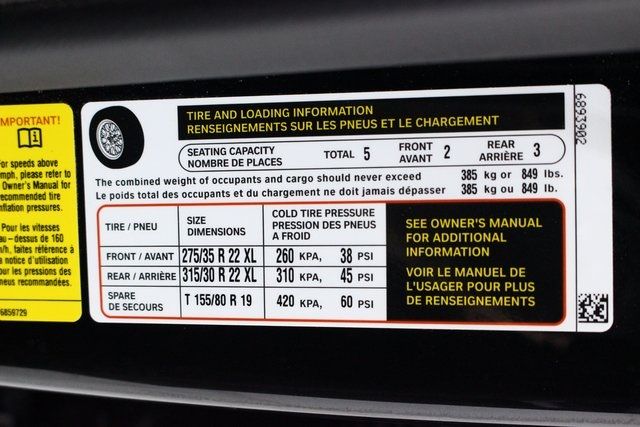 IMPORTANT!
For speeds above
mph, please refer to
Owner's Manual for
recommended tire
inflation pressures.
Pour les vitesses
au-dessus de 160
km/h, faites référence à
la notice d'utilisation
pour les pressions des
pneus recommandées.
6859729
TIRE AND LOADING INFORMATION
RENSEIGNEMENTS SUR LES PNEUS ET LE CHARGEMENT
SEATING CAPACITY TOTAL 5 FRONT 2 REAR 3
NOMBRE DE PLACES AVANT ARRIÈRE
The combined weight of occupants and cargo should never exceed 385 kg or 849 lbs.
Le poids total des occupants et du chargement ne doit jamais dépasser 385 kg ou 849 lb.
TIRE / PNEU SIZE DIMENSIONS COLD TIRE PRESSURE PRESSION DES PNEUS A FROID
FRONT / AVANT 275/35 R 22 XL 260 KPA, 38 PSI
REAR / ARRIÈRE 315/30 R 22 XL 310 KPA, 45 PSI
SPARE DE SECOURS T 155/80 R 19 420 KPA, 60 PSI
SEE OWNER'S MANUAL
FOR ADDITIONAL
INFORMATION
VOIR LE MANUEL DE
L'USAGER POUR PLUS
DE RENSEIGNEMENTS
68933902